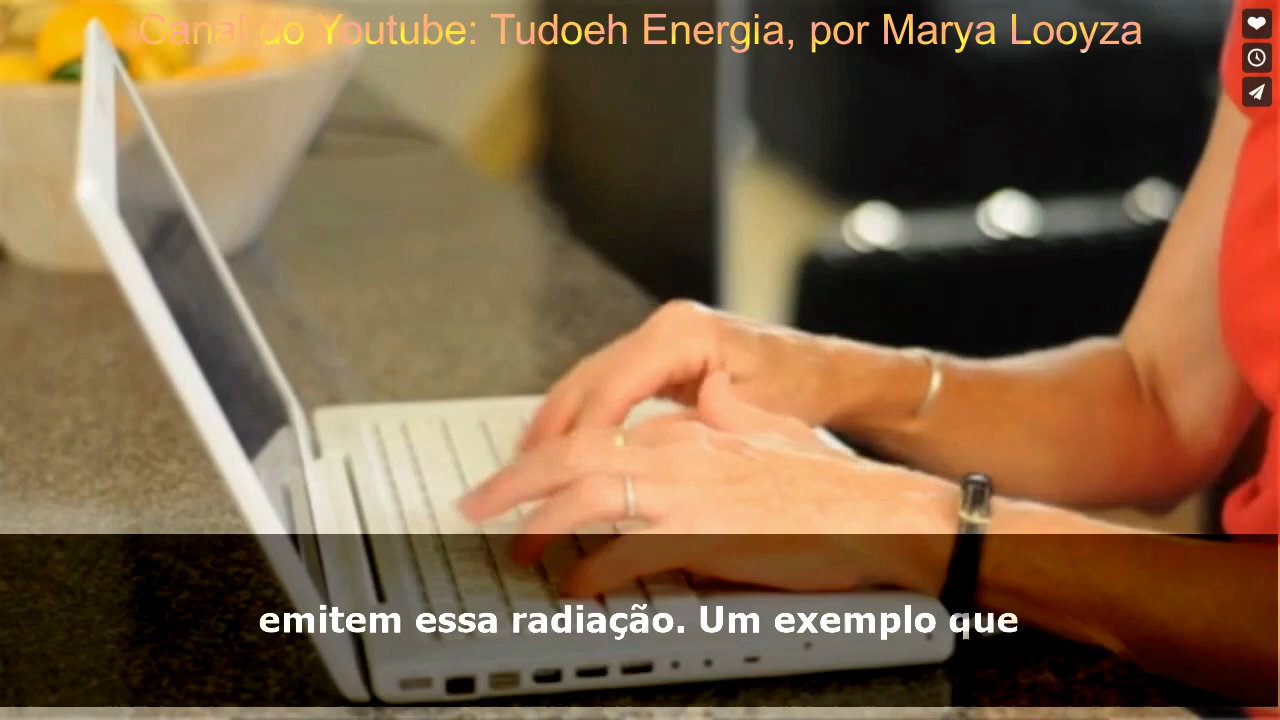 Canal do Youtube: Tudoeh Energia, por Marya Looyza
emitem essa radiação. Um exemplo que